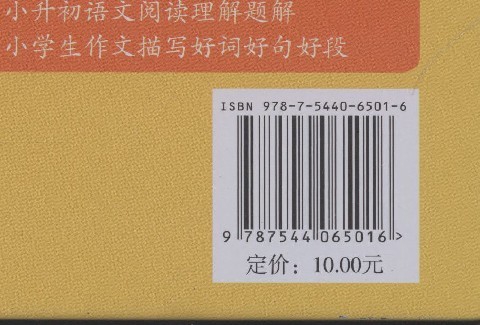 小升初语文阅读理解题解
小学生作文描写好词好句好段
ISBN 978-7-5440-6501-6
9 787544 065016 >
定价：10.00元